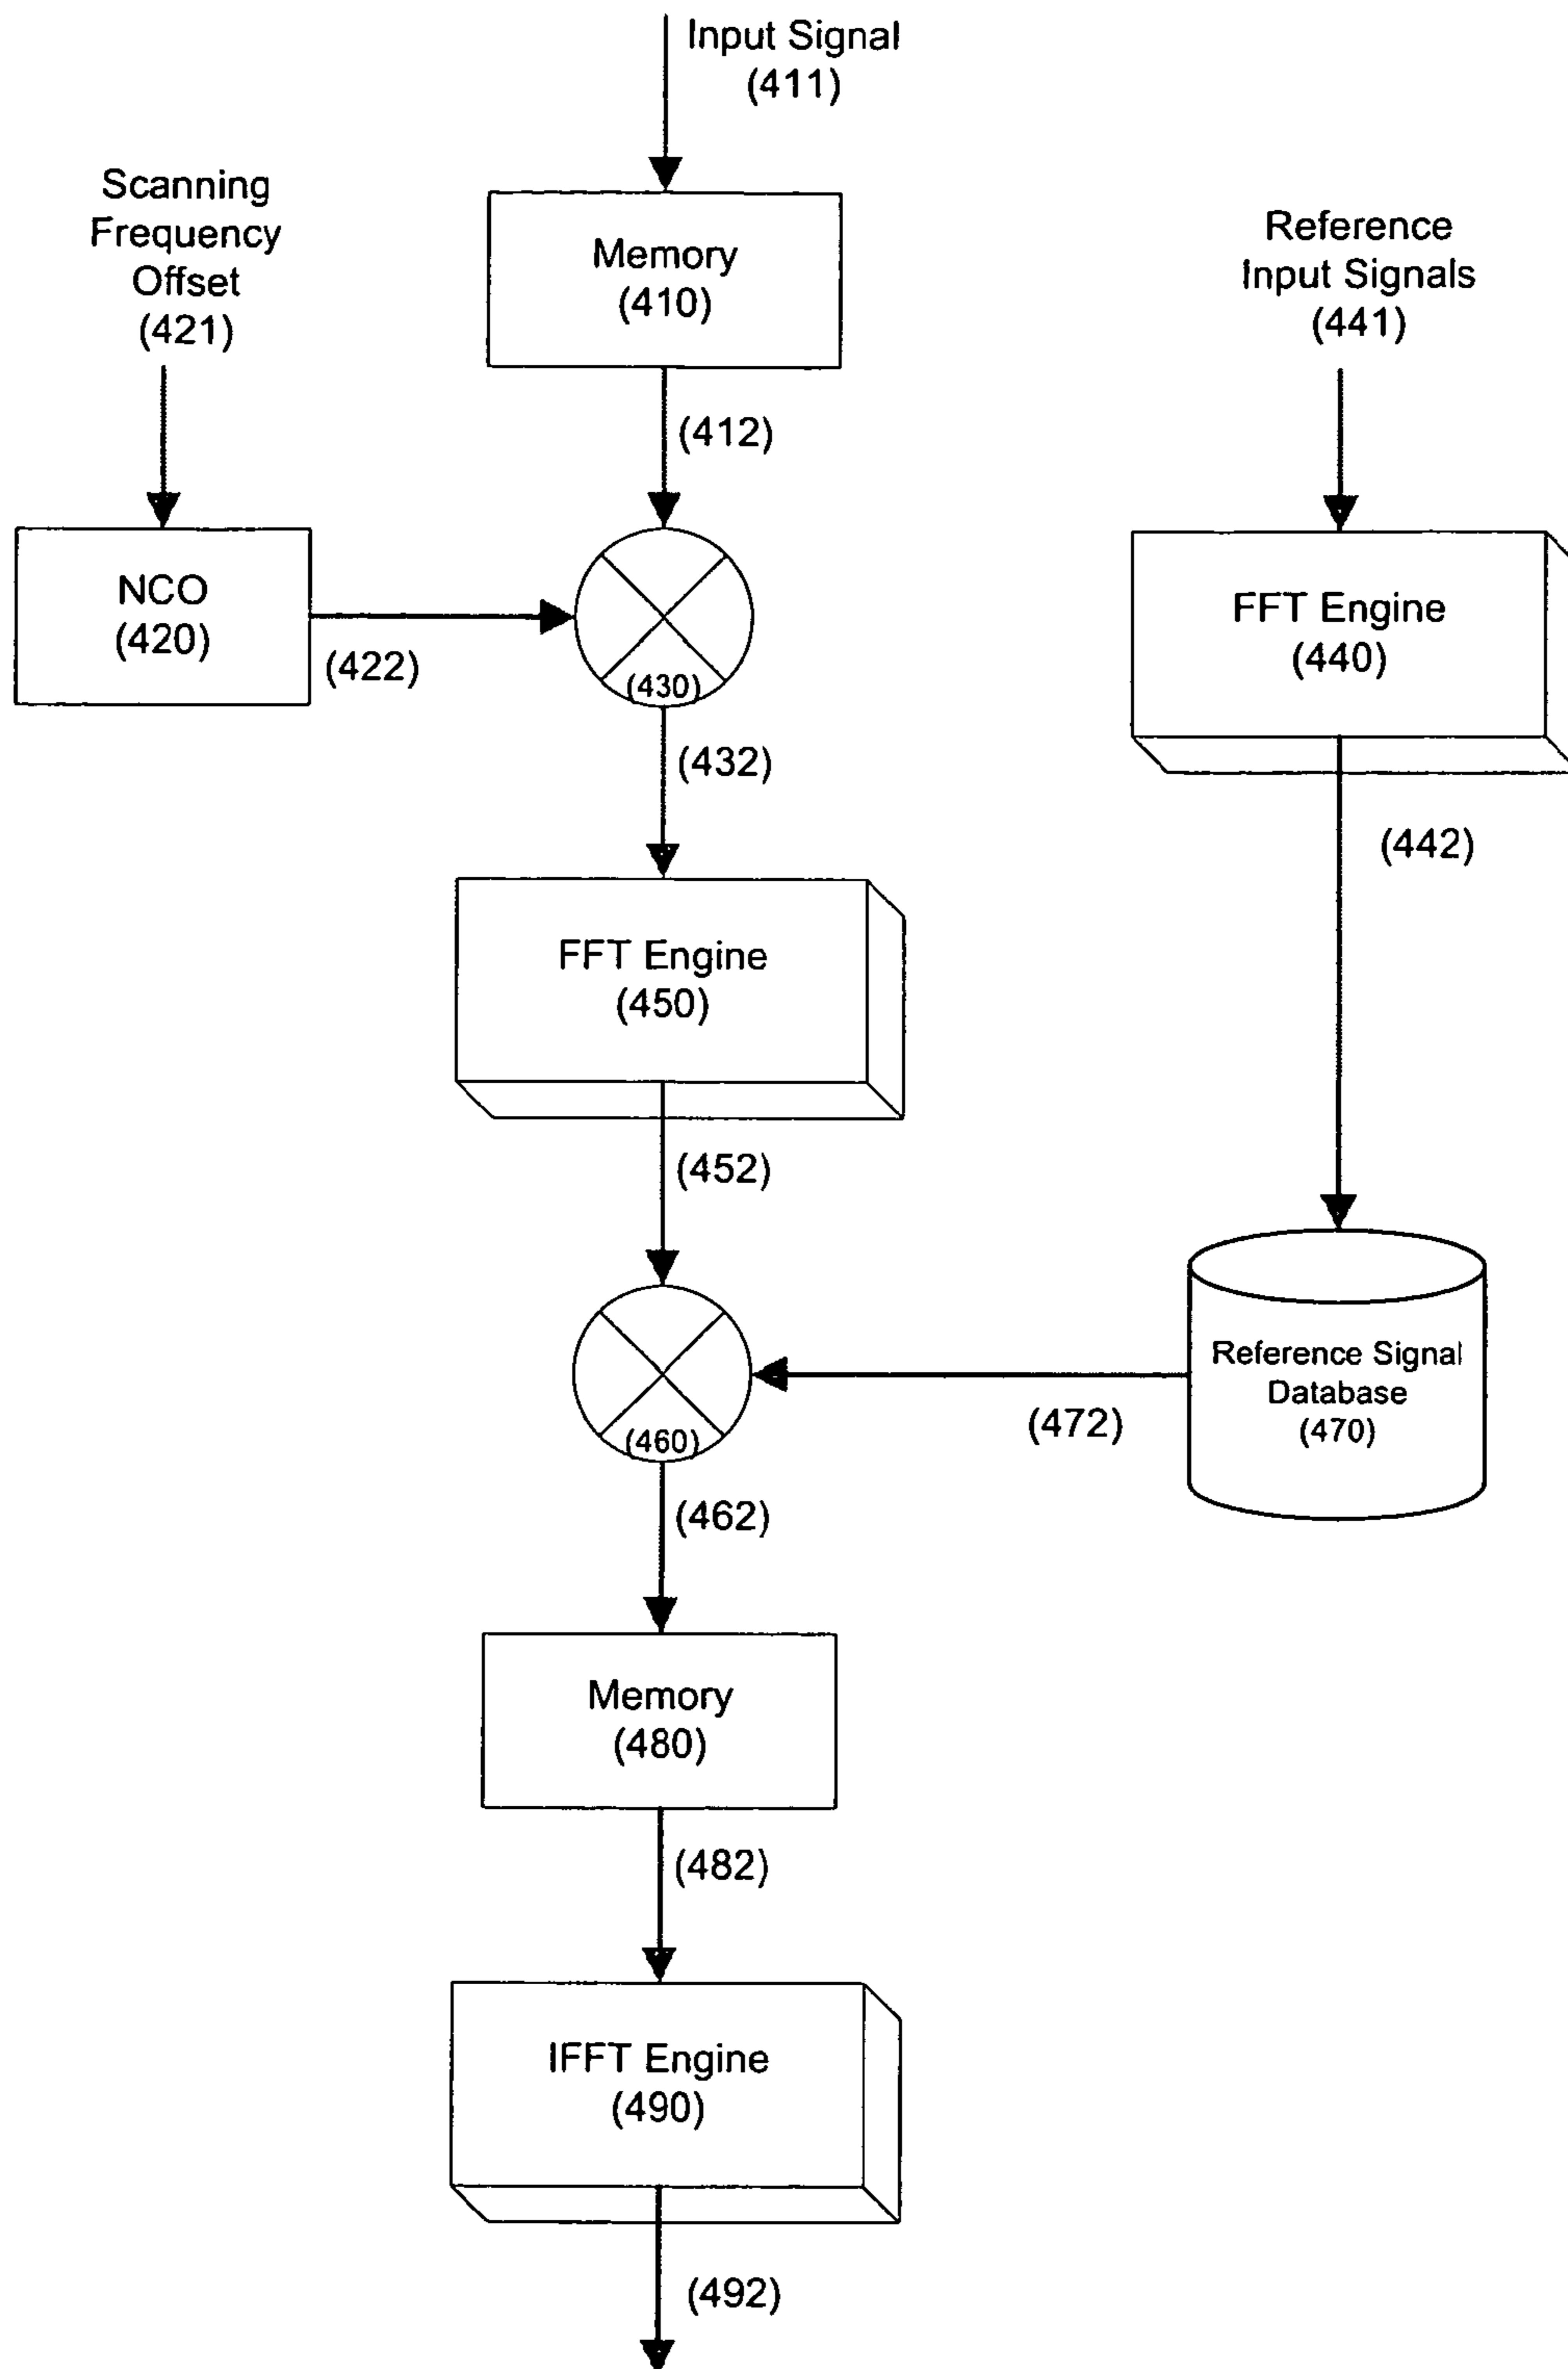 Input Signal
(411)
Scanning
Frequency
Offset
(421)
Memory
(410)
Reference
Input Signals
(441)
(412)
NCO
(420)
(422)
(430)
FFT Engine
(440)
(432)
(442)
FFT Engine
(450)
(452)
Reference Signal
Database
(470)
(472)
(460)
(462)
Memory
(480)
(482)
IFFT Engine
(490)
(492)